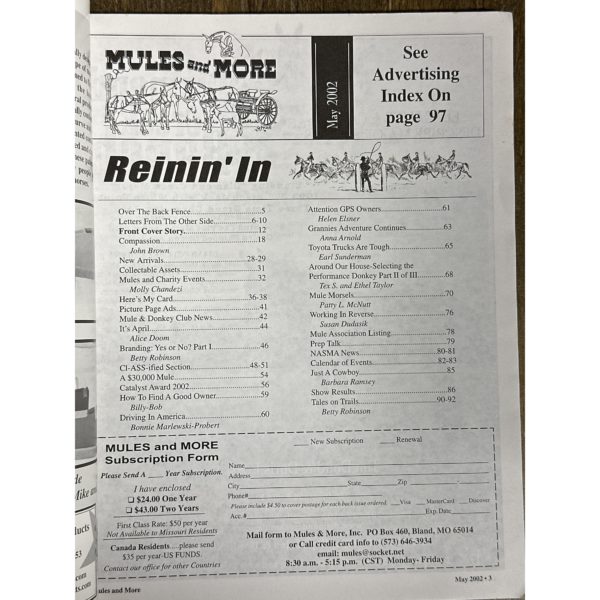 MULES and MORE
May 2002
See
Advertising
Index On
page 97
Reinin' In
Over The Back Fence....5
Letters From The Other Side....6-10
Front Cover Story....12
Compassion....18
John Brown
New Arrivals....28-29
Collectable Assets....31
Mules and Charity Events....32
Molly Chandezi
Here's My Card....36-38
Picture Page Ads....41
Mule & Donkey Club News....42
It's April....44
Alice Doom
Branding: Yes or No? Part I....46
Betty Robinson
Cl-ASS-ified Section....48-51
A $30,000 Mule....54
Catalyst Award 2002....56
How To Find A Good Owner....59
Billy-Bob
Driving In America....60
Bonnie Marlewski-Probert
Attention GPS Owners....61
Helen Elsner
Grannies Adventure Continues....63
Anna Arnold
Toyota Trucks Are Tough....65
Earl Sunderman
Around Our House-Selecting the
Performance Donkey Part II of III....68
Tex S. and Ethel Taylor
Mule Morsels....70
Patty L. McNutt
Working In Reverse....76
Susan Dudasik
Mule Association Listing....78
Prep Talk....79
NASMA News....80-81
Calendar of Events....82-83
Just A Cowboy....85
Barbara Ramsey
Show Results....86
Tales on Trails....90-92
Betty Robinson
MULES and MORE
Subscription Form
Please Send A ____ Year Subscription.
I have enclosed
❑ $24.00 One Year
❑ $43.00 Two Years
First Class Rate: $50 per year
Not Available to Missouri Residents
Canada Residents....please send
$35 per year-US FUNDS.
Contact our office for other Countries
____ New Subscription ____ Renewal
Name
Address
City State Zip
Phone#
Please include $4.50 to cover postage for each back issue ordered. __Visa __MasterCard __Discover
Acc.# Exp.Date
Mail form to Mules & More, Inc. PO Box 460, Bland, MO 65014
or Call credit card info to (573) 646-3934
email: mules@socket.net
8:30 a.m. - 5:15 p.m. (CST) Monday- Friday
ules and More
May 2002 • 3